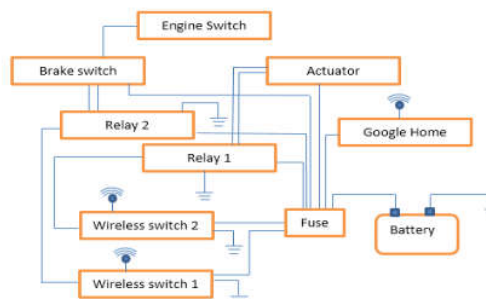 Engine Switch
Brake switch
Actuator
Relay 2
Google Home
Relay 1
Wireless switch 2
Fuse
Battery
Wireless switch 1